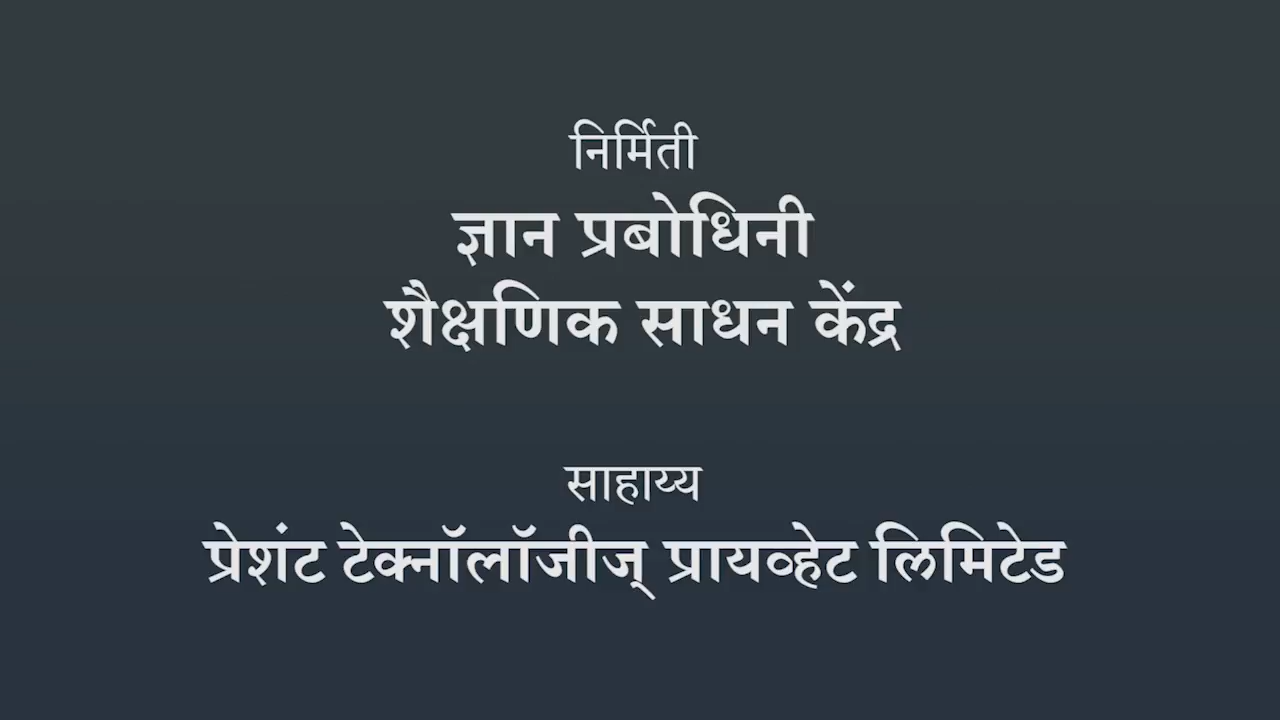 निर्मिती
ज्ञान प्रबोधिनी
शैक्षणिक साधन केंद्र
साहाय्य
प्रेशंट टेक्नॉलॉजीज् प्रायव्हेट लिमिटेड